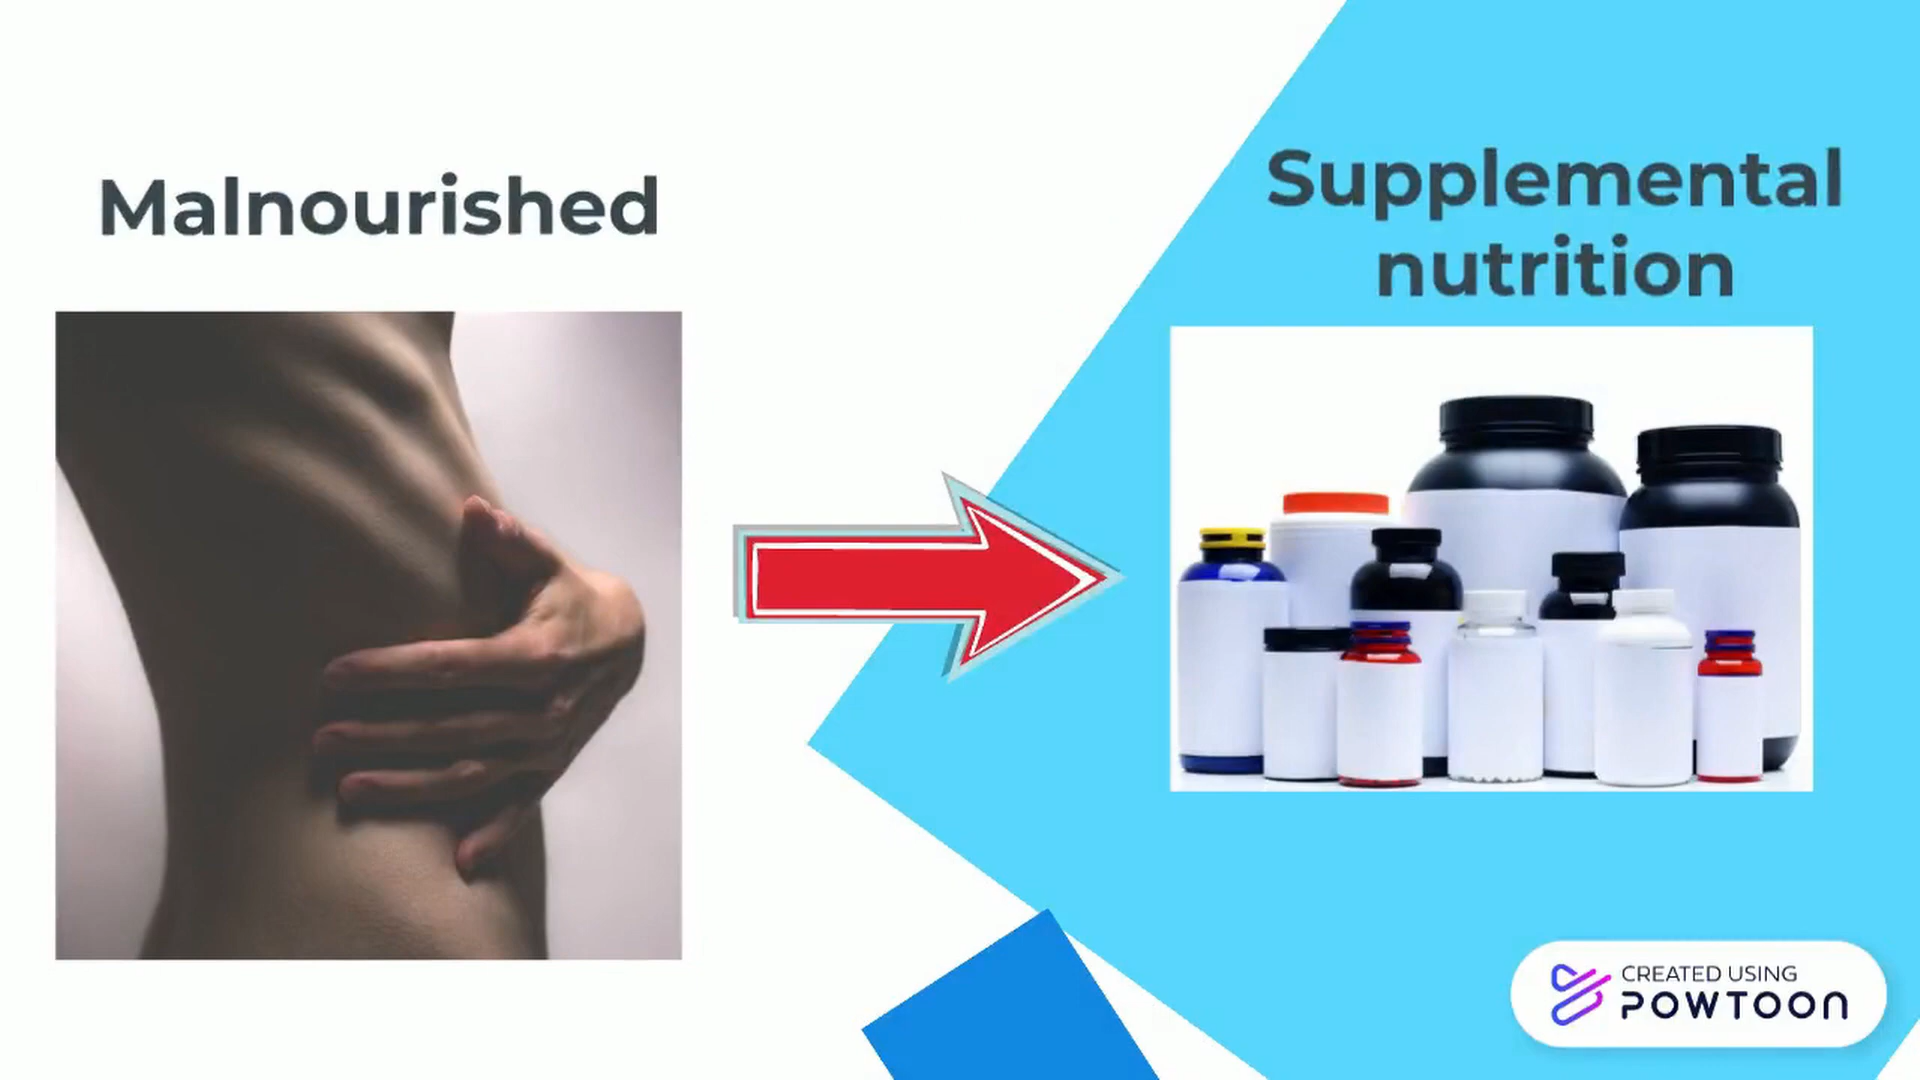 Malnourished
Supplemental
nutrition
CREATED USING
POWTOON